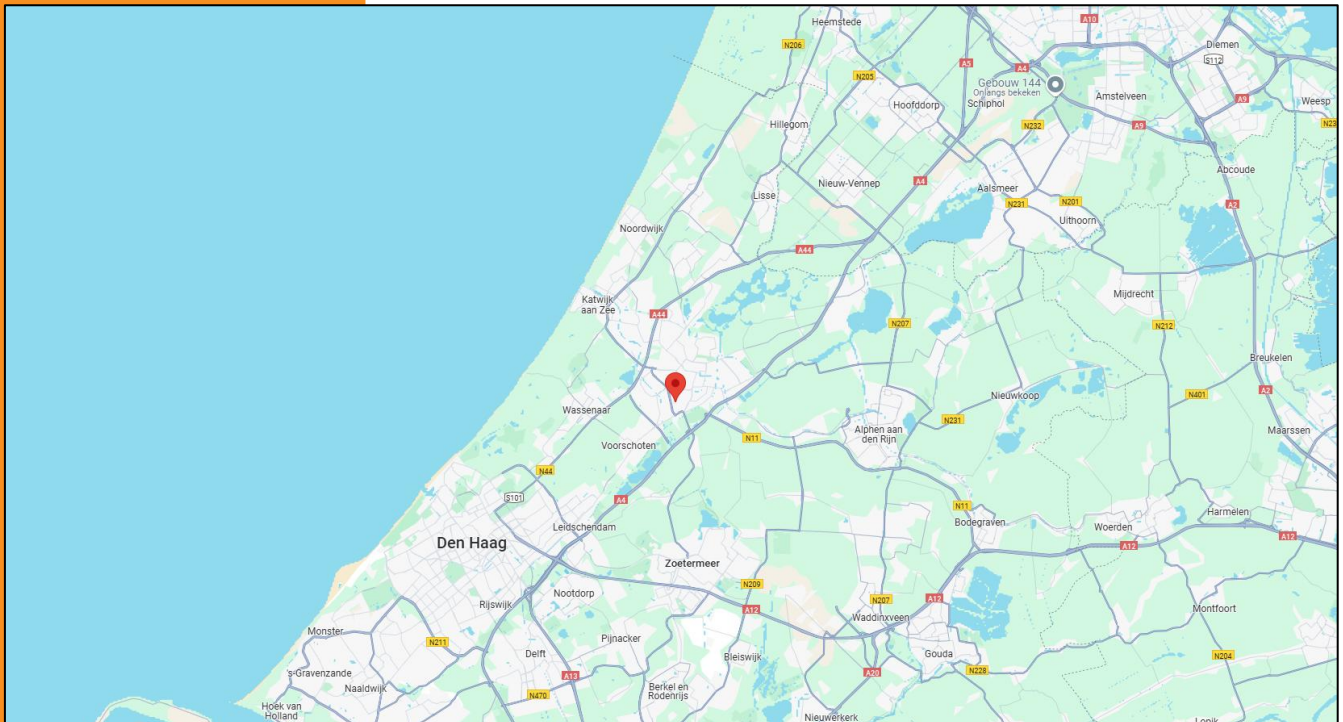 Heemstede
A10
N206
Diemen
A5
A4
S112
N205
Gebouw 144
Onlangs bekeken
Schiphol
Hoofddorp
Amstelveen
A9
Weesp
Hillegom
N232
A9
N23
Nieuw-Vennep
A4
Aalsmeer
Abcoude
Lisse
N231
N201
A2
Uithoorn
Noordwijk
A44
Katwijk
aan Zee
Mijdrecht
A44
N207
N212
Breukelen
A2
Wassenaar
Nieuwkoop
N401
Voorschoten
N11
Alphen aan
den Rijn
N231
Maarssen
N44
S101
A4
N11
Harmelen
Leidschendam
Bodegraven
Woerden
A12
Den Haag
A12
Zoetermeer
N209
Nootdorp
Rijswijk
A12
N207
A12
Montfoort
Waddinxveen
Monster
N211
Pijnacker
Delft
Bleiswijk
Gouda
N204
's-Gravenzande
A13
A20
N228
Naaldwijk
N470
Berkel en
Rodenrijs
Hoek van
Holland
Nieuwerkerk
Lopik